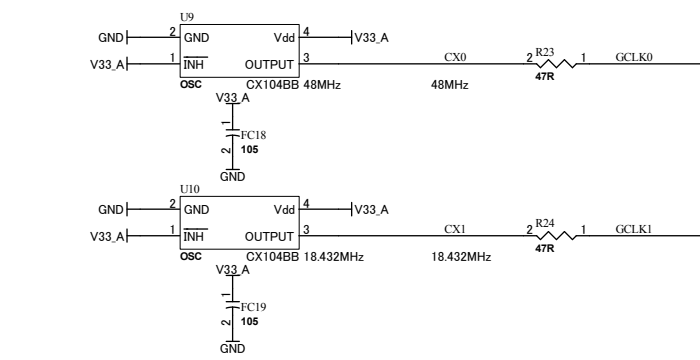 U9
GND 2 GND Vdd 4 V33_A
V33_A 1 INH OUTPUT 3 CX0 2 R23 1 GCLK0
OSC CX104BB 48MHz 48MHz 47R
V33_A
1
FC18
2 105
GND
U10
GND 2 GND Vdd 4 V33_A
V33_A 1 INH OUTPUT 3 CX1 2 R24 1 GCLK1
OSC CX104BB 18.432MHz 18.432MHz 47R
V33_A
1
FC19
2 105
GND